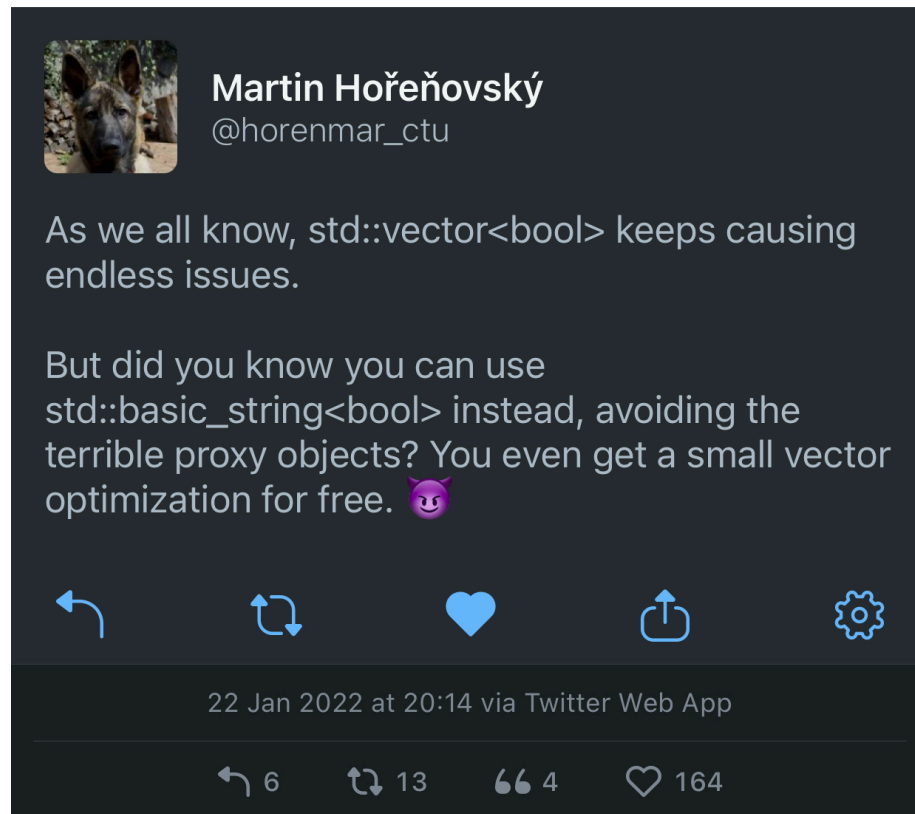 Martin Hořeňovský
@horenmar_ctu
As we all know, std::vector<bool> keeps causing
endless issues.
But did you know you can use
std::basic_string<bool> instead, avoiding the
terrible proxy objects? You even get a small vector
optimization for free. 😈
22 Jan 2022 at 20:14 via Twitter Web App
6 13 4 164